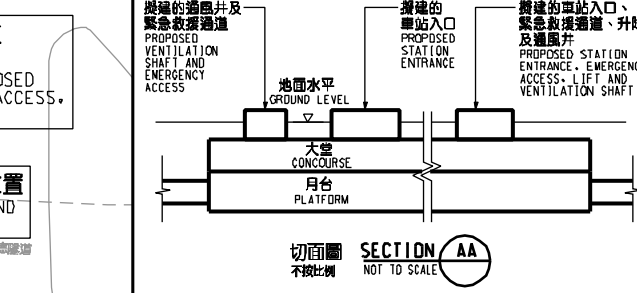 擬建的通風井及
緊急救援通道
PROPOSED
VENTILATION
SHAFT AND
EMERGENCY
ACCESS
擬建的
車站入口
PROPOSED
STATION
ENTRANCE
擬建的車站入口、
緊急救援通道、升
及通風井
PROPOSED STATION
ENTRANCE, EMERGENC
ACCESS, LIFT AND
VENTILATION SHAFT
地面水平
GROUND LEVEL
大堂
CONCOURSE
月台
PLATFORM
切面圖
不按比例
SECTION AA
NOT TO SCALE
OSED
ACCESS,
置
ND